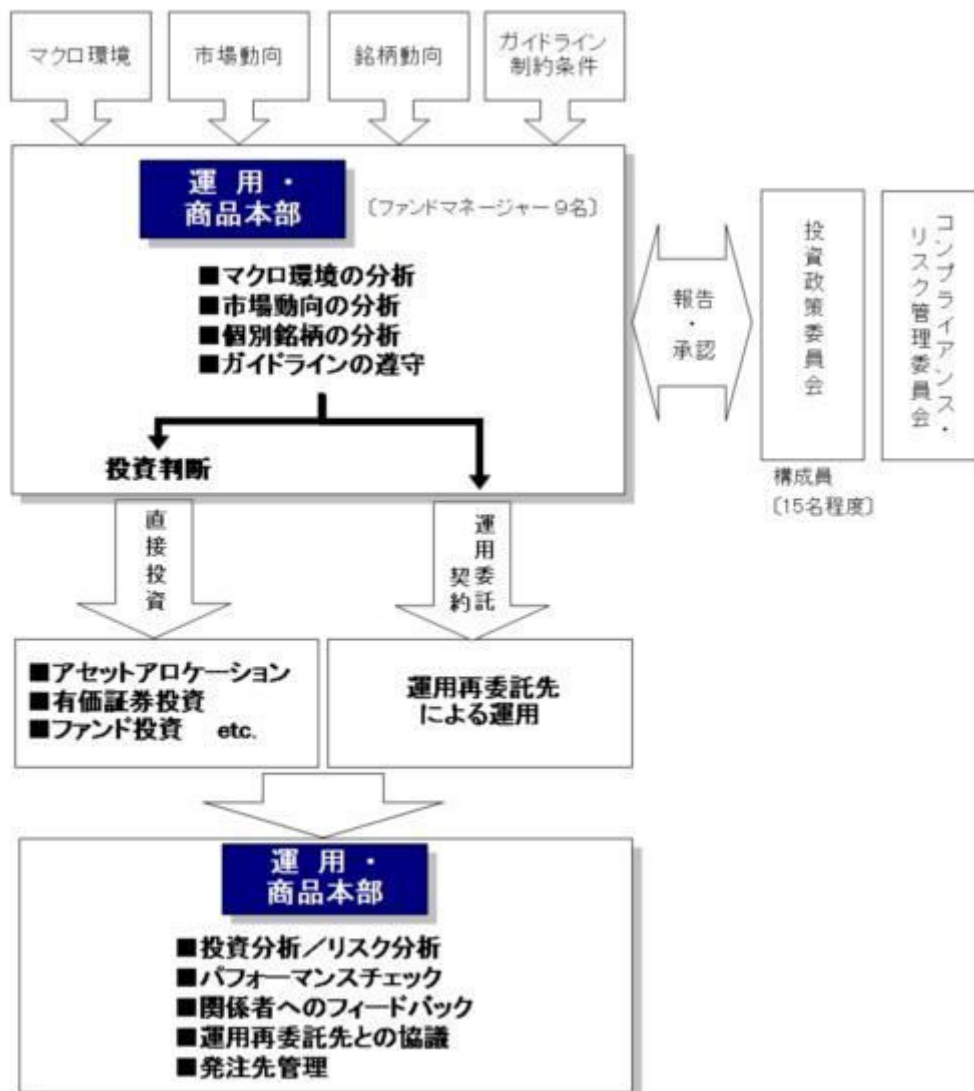 マクロ環境
市場動向
銘柄動向
ガイドライン
制約条件
運 用 ・
商品本部
〔ファンドマネージャー9名〕
■マクロ環境の分析
■市場動向の分析
■個別銘柄の分析
■ガイドラインの遵守
投資判断
報告
・
承認
投資政策委員会
コンプライアンス・
リスク管理委員会
構成員
〔15名程度〕
直接投資
運用委託
契約
■アセットアロケーション
■有価証券投資
■ファンド投資 etc.
運用再委託先
による運用
運 用 ・
商品本部
■投資分析／リスク分析
■パフォーマンスチェック
■関係者へのフィードバック
■運用再委託先との協議
■発注先管理